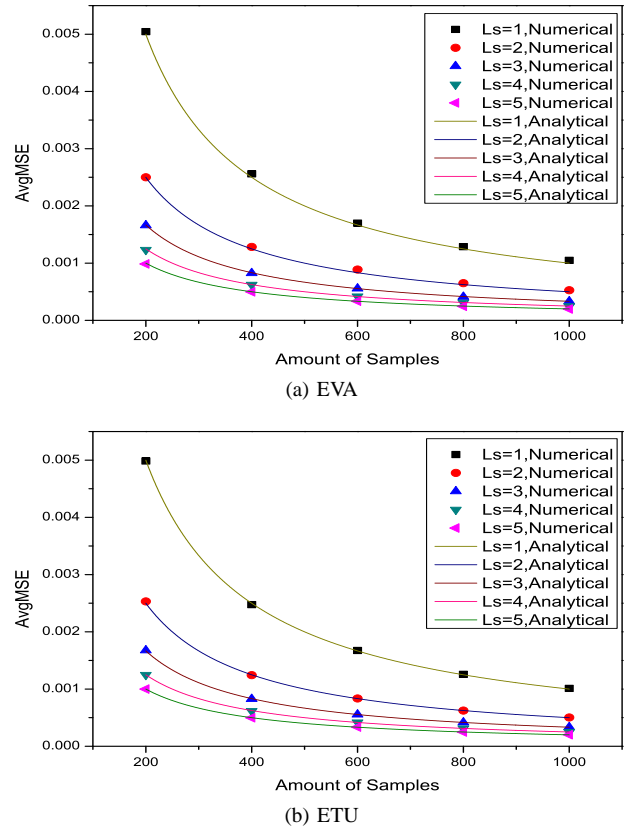 0.005
0.004
0.003
0.002
0.001
0.000
AvgMSE
Ls=1,Numerical
Ls=2,Numerical
Ls=3,Numerical
Ls=4,Numerical
Ls=5,Numerical
Ls=1,Analytical
Ls=2,Analytical
Ls=3,Analytical
Ls=4,Analytical
Ls=5,Analytical
200 400 600 800 1000
Amount of Samples
(a) EVA
0.005
0.004
0.003
0.002
0.001
0.000
AvgMSE
Ls=1,Numerical
Ls=2,Numerical
Ls=3,Numerical
Ls=4,Numerical
Ls=5,Numerical
Ls=1,Analytical
Ls=2,Analytical
Ls=3,Analytical
Ls=4,Analytical
Ls=5,Analytical
200 400 600 800 1000
Amount of Samples
(b) ETU